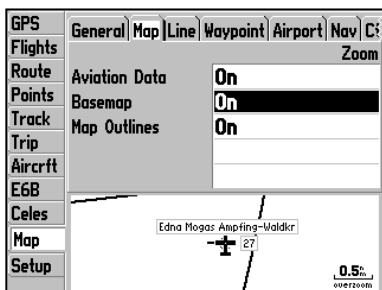 GPS
Flights
Route
Points
Track
Trip
Aircrft
E6B
Celes
Map
Setup
General Map Line Waypoint Airport Nav
Zoom
Aviation Data On
Basemap On
Map Outlines On
Edna Mogas Ampfing-Waldkr
27
0.5
overzoom